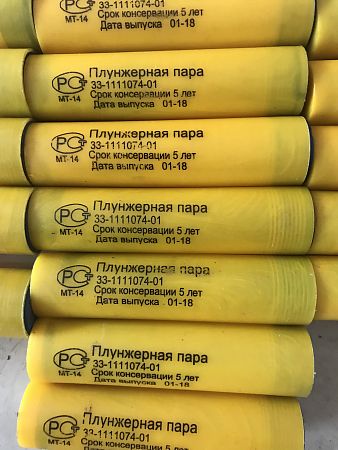 МТ-14
Дата выпуска 01-18
РС
МТ-14
Плунжерная пара
33-1111074-01
Срок консервации 5 лет
Дата выпуска 01-18
РС
МТ-14
Плунжерная пара
33-1111074-01
Срок консервации 5 лет
Дата выпуска 01-18
РС
МТ-14
Плунжерная пара
33-1111074-01
Срок консервации 5 лет
Дата выпуска 01-18
РС
МТ-14
Плунжерная пара
33-1111074-01
Срок консервации 5 лет
Дата выпуска 01-18
РС
МТ-14
Плунжерная пара
33-1111074-01
Срок консервации 5 лет
Дата выпуска 01-18
РС
МТ-14
Плунжерная пара
33-1111074-01
Срок консервации 5 лет